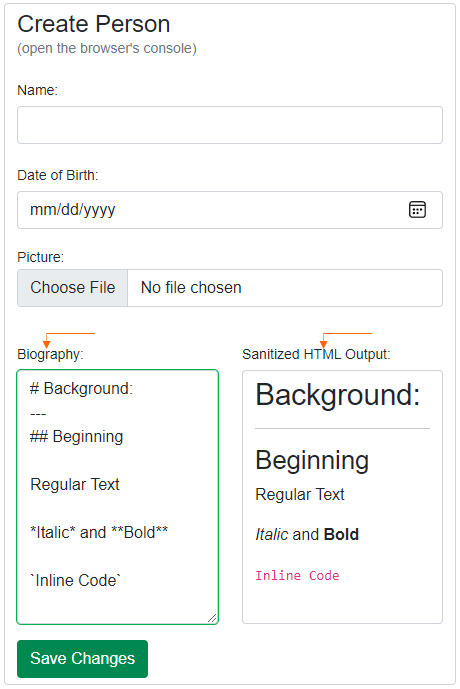 Create Person
(open the browser's console)
Name:
Date of Birth:
mm/dd/yyyy
Picture:
Choose File No file chosen
Biography:
# Background:
---
## Beginning
Regular Text
*Italic* and **Bold**
`Inline Code`
Sanitized HTML Output:
Background:
Beginning
Regular Text
Italic and Bold
Inline Code
Save Changes